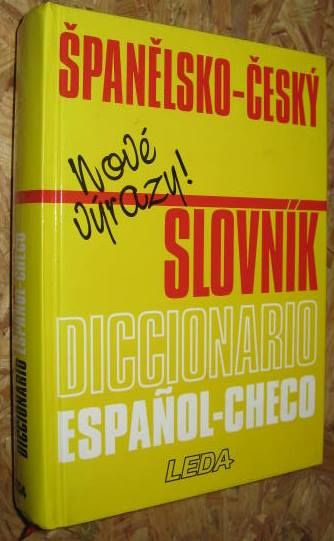 ŠPANĚLSKO-ČESKÝ
Nové
výrazy!
SLOVNÍK
DICCIONARIO
ESPAÑOL-CHECO
LEDA
DICCIONARIO ESPAÑOL-CHECO